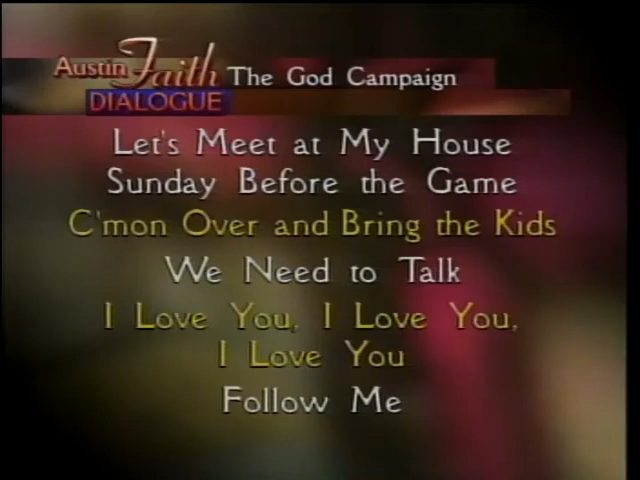 Austin Faith DIALOGUE The God Campaign
Let's Meet at My House
Sunday Before the Game
C'mon Over and Bring the Kids
We Need to Talk
I Love You, I Love You,
I Love You
Follow Me